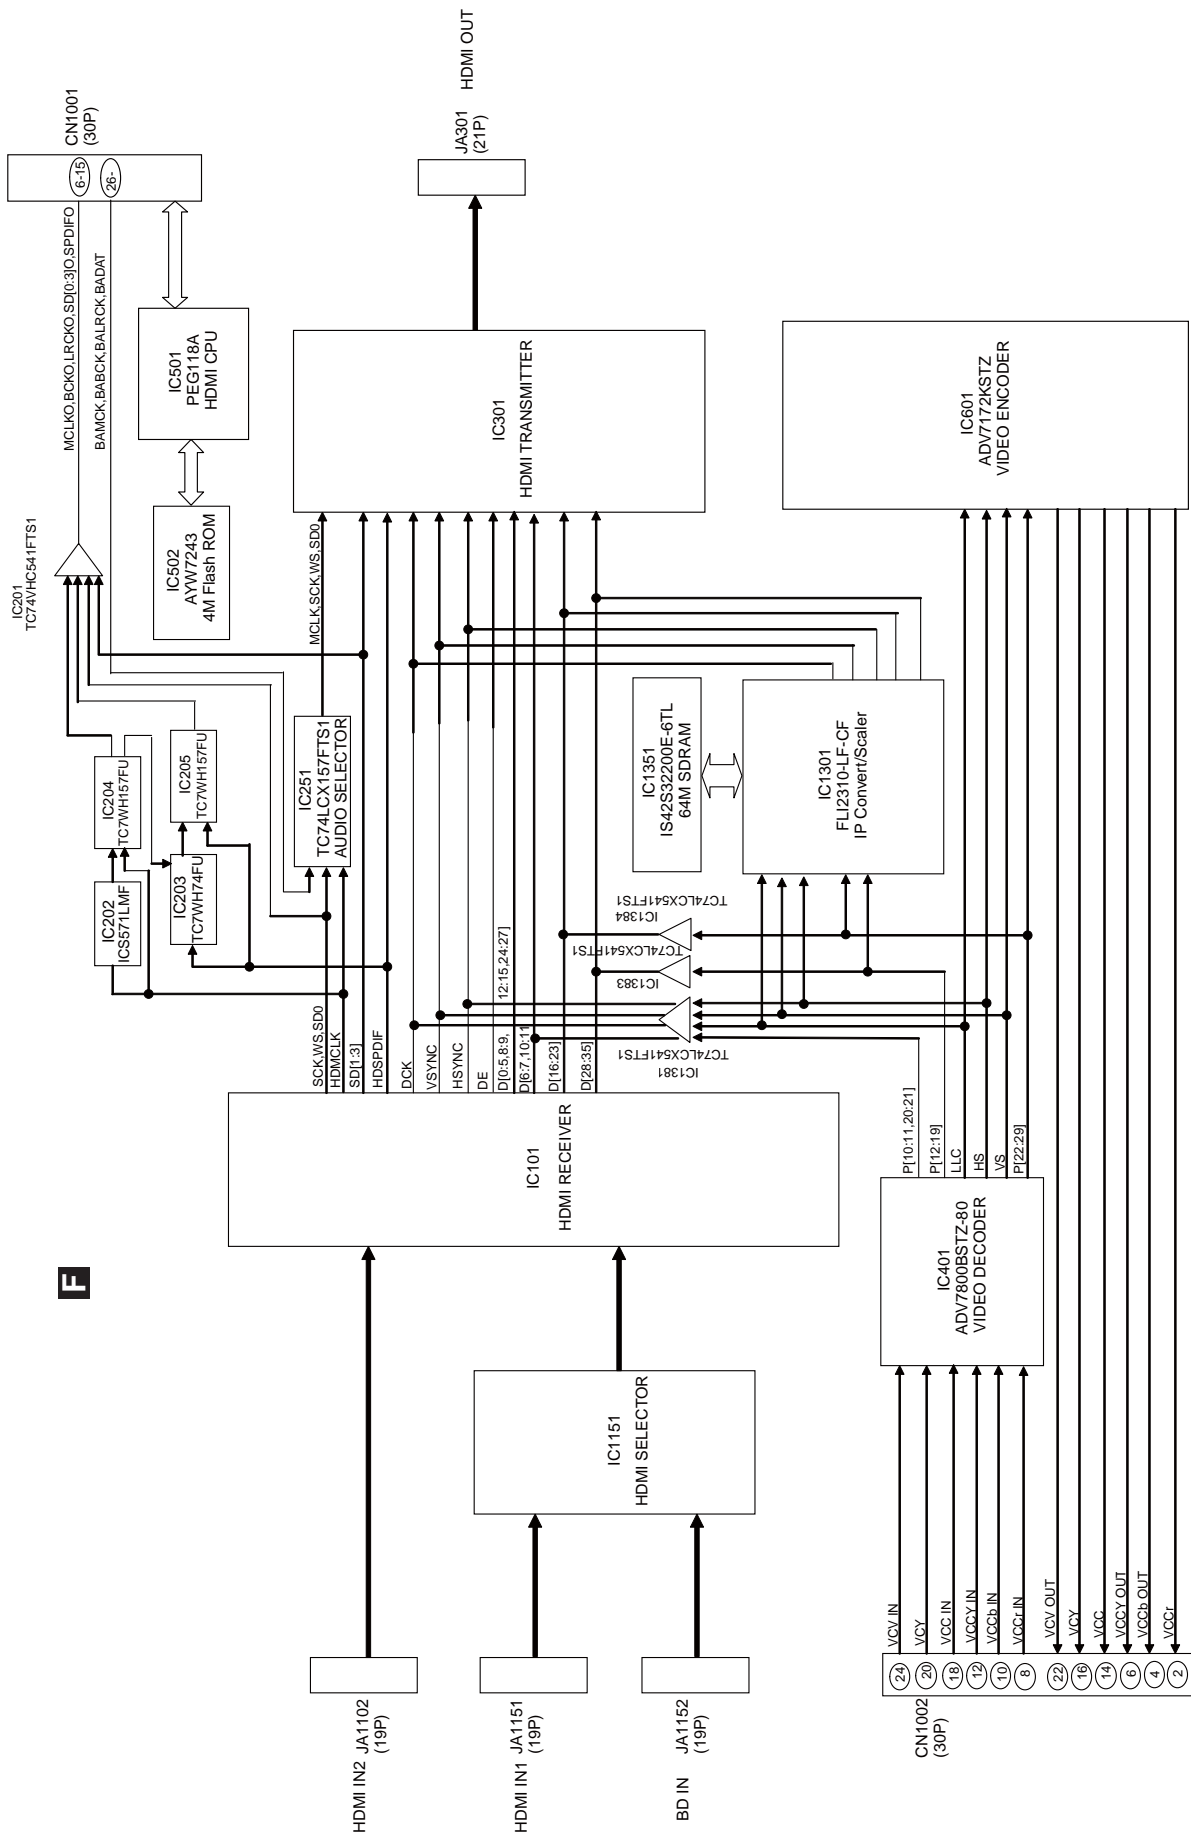 F
HDMI IN2
JA1102
(19P)
HDMI IN1
JA1151
(19P)
BD IN
JA1152
(19P)
IC1151
HDMI SELECTOR
IC101
HDMI RECEIVER
SCK,WS,SD0
HDMCLK
SD[1:3]
HDSPDIF
DCK
VSYNC
HSYNC
DE
D[0:5,8:9, 12:15,24:27]
D[6:7,10:11
D[16:23]
D[28:35]
IC202
ICS571LMF
IC204
TC7WH157FU
IC203
TC7WH74FU
IC205
TC7WH157FU
IC251
TC74LCX157FTS1
AUDIO SELECTOR
MCLK,SCK,WS,SD0
IC201
TC74VHC541FTS1
MCLKO,BCKO,LRCKO,SD[0:3]O,SPDIFO
BAMCK,BABCK,BALRCK,BADAT
6-15
26-
CN1001
(30P)
IC502
AYW7243
4M Flash ROM
IC501
PEG118A
HDMI CPU
IC301
HDMI TRANSMITTER
JA301
(21P)
HDMI OUT
IC1381
TC74LCX541FTS1
IC1383
TC74LCX541FTS1
IC1384
TC74LCX541FTS1
IC1351
IS42S32200E-6TL
64M SDRAM
IC1301
FLI2310-LF-CF
IP Convert/Scaler
CN1002
(30P)
24
VCV IN
20
VCY
18
VCC IN
12
VCCY IN
10
VCCb IN
8
VCCr IN
22
VCV OUT
16
VCY
14
VCC
6
VCCY OUT
4
VCCb OUT
2
VCCr
IC401
ADV7800BSTZ-80
VIDEO DECODER
P[10:11,20:21]
P[12:19]
LLC
HS
VS
P[22:29]
IC601
ADV7172KSTZ
VIDEO ENCODER